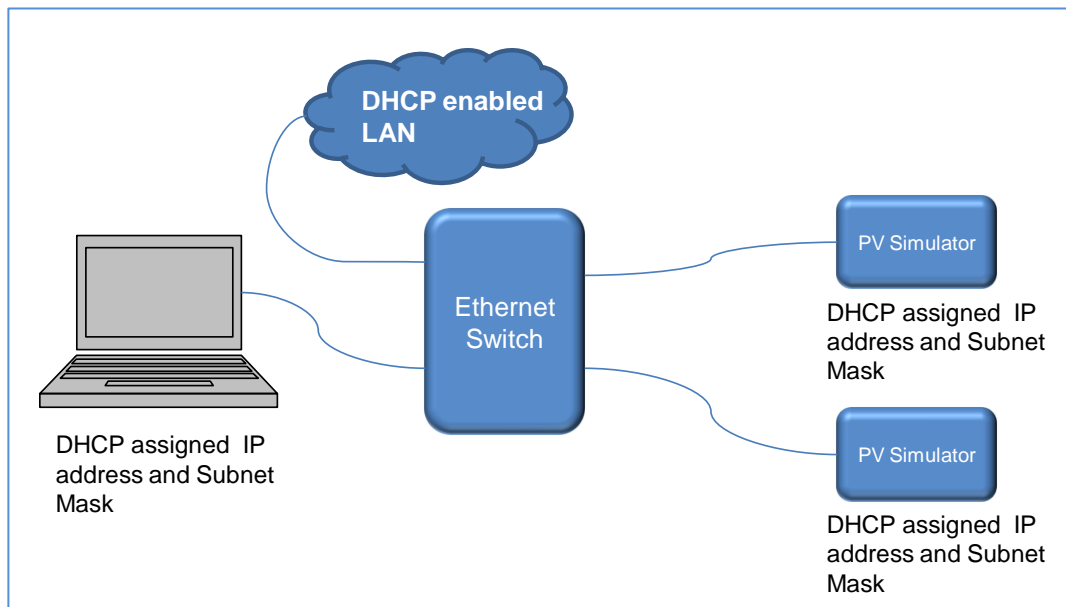 DHCP enabled
LAN
Ethernet
Switch
PV Simulator
DHCP assigned IP
address and Subnet
Mask
DHCP assigned IP
address and Subnet
Mask
PV Simulator
DHCP assigned IP
address and Subnet
Mask